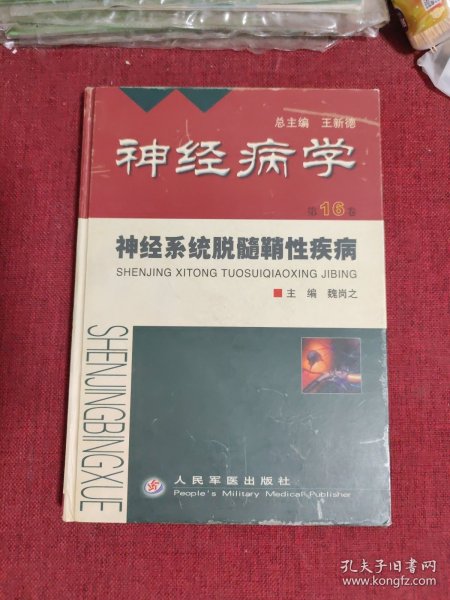 总主编 王新德
神经病学
第16卷
神经系统脱髓鞘性疾病
SHENJING XITONG TUOSUIQIAOXING JIBING
主 编 魏岗之
SHENJINGBINGXUE
人民军医出版社
People's Military Medical Publisher
孔夫子旧书网
www.kongfz.com